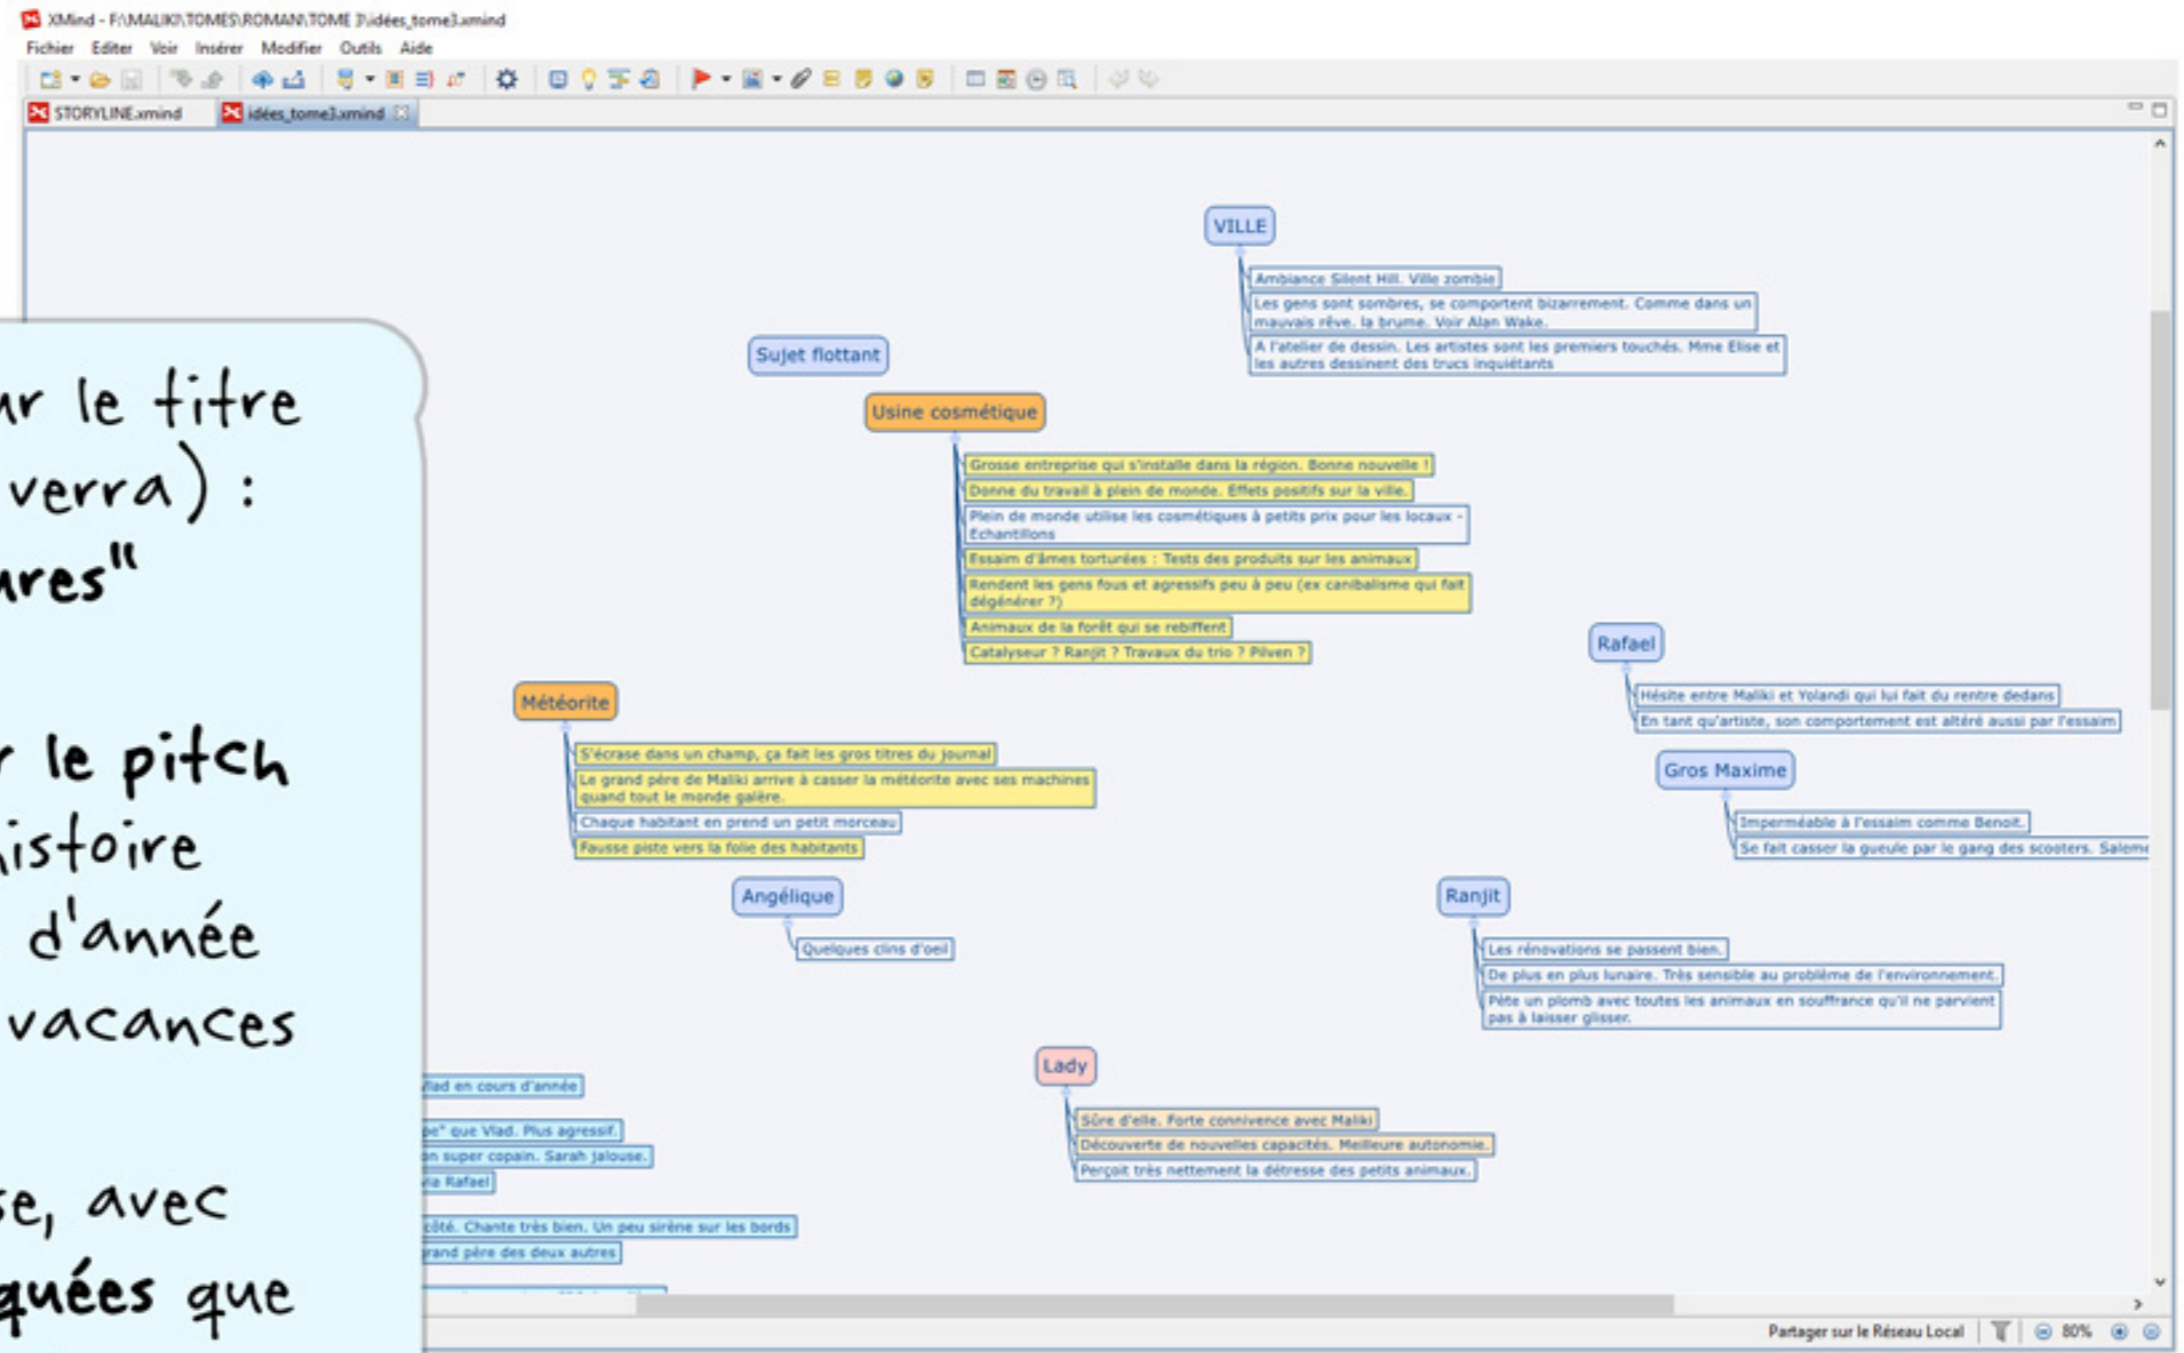 XMind - F:\MALIKI\TOMES\ROMAN\TOME 3\idées_tome3.xmind
Fichier Editer Voir Insérer Modifier Outils Aide
STORYLINE.xmind idées_tome3.xmind
VILLE
Ambiance Silent Hill. Ville zombie
Les gens sont sombres, se comportent bizarrement. Comme dans un
mauvais rêve. la brume. Voir Alan Wake.
A l'atelier de dessin. Les artistes sont les premiers touchés. Mme Elise et
les autres dessinent des trucs inquiétants
Sujet flottant
Usine cosmétique
Grosse entreprise qui s'installe dans la région. Bonne nouvelle !
Donne du travail à plein de monde. Effets positifs sur la ville.
Plein de monde utilise les cosmétiques à petits prix pour les locaux -
Echantillons
Essaim d'âmes torturées : Tests des produits sur les animaux
Rendent les gens fous et agressifs peu à peu (ex canibalisme qui fait
dégénérer ?)
Animaux de la forêt qui se rebiffent
Catalyseur ? Ranjit ? Travaux du trio ? Pilven ?
Rafael
Hésite entre Maliki et Yolandi qui lui fait du rentre dedans
En tant qu'artiste, son comportement est altéré aussi par l'essaim
Météorite
S'écrase dans un champ, ça fait les gros titres du journal
Le grand père de Maliki arrive à casser la météorite avec ses machines
quand tout le monde galère.
Chaque habitant en prend un petit morceau
Fausse piste vers la folie des habitants
Gros Maxime
Imperméable à l'essaim comme Benoit.
Se fait casser la gueule par le gang des scooters. Salome
Angélique
Quelques clins d'oeil
Ranjit
Les rénovations se passent bien.
De plus en plus lunaire. Très sensible au problème de l'environnement.
Pète un plomb avec toutes les animaux en souffrance qu'il ne parvient
pas à laisser glisser.
Lady
Sûre d'elle. Forte connivence avec Maliki
Découverte de nouvelles capacités. Meilleure autonomie.
Perçoit très nettement la détresse des petits animaux.
Vlad en cours d'année
pe" que Vlad. Plus agressif.
on super copain. Sarah jalouse.
via Rafael
côté. Chante très bien. Un peu sirène sur les bords
grand père des deux autres
ur le titre
verra) :
ures"
r le pitch
histoire
d'année
vacances
se, avec
quées que
Partager sur le Réseau Local 80%